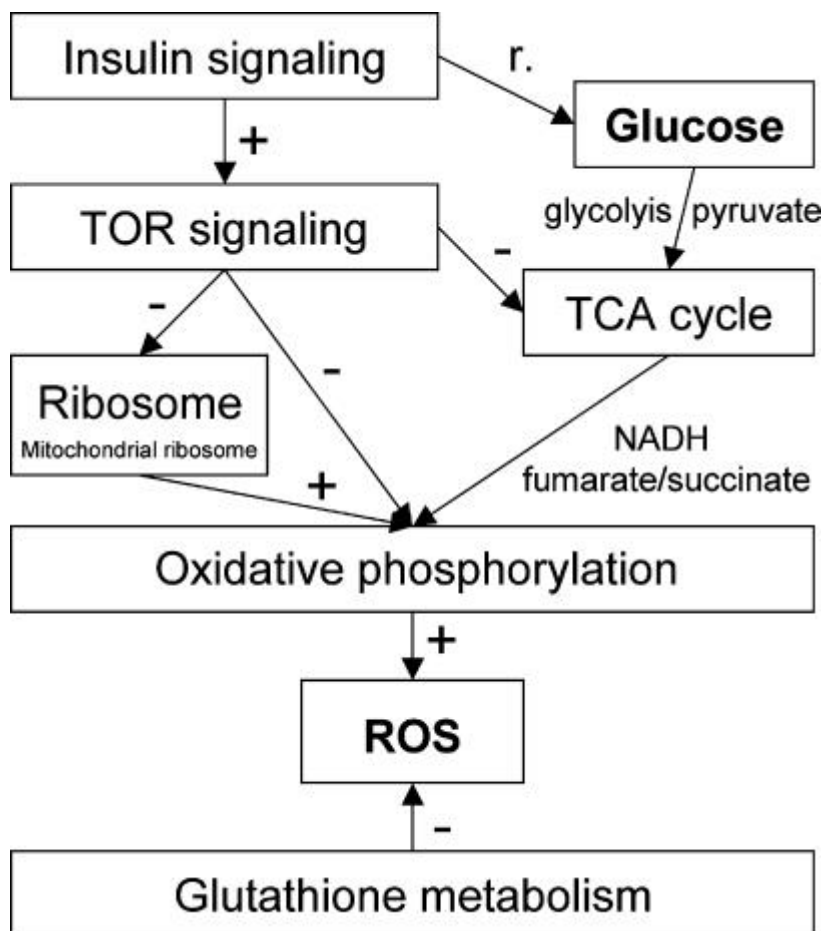 Insulin signaling
r.
Glucose
+
TOR signaling
glycolyis pyruvate
-
TCA cycle
-
-
Ribosome
Mitochondrial ribosome
NADH
fumarate/succinate
+
Oxidative phosphorylation
+
ROS
-
Glutathione metabolism